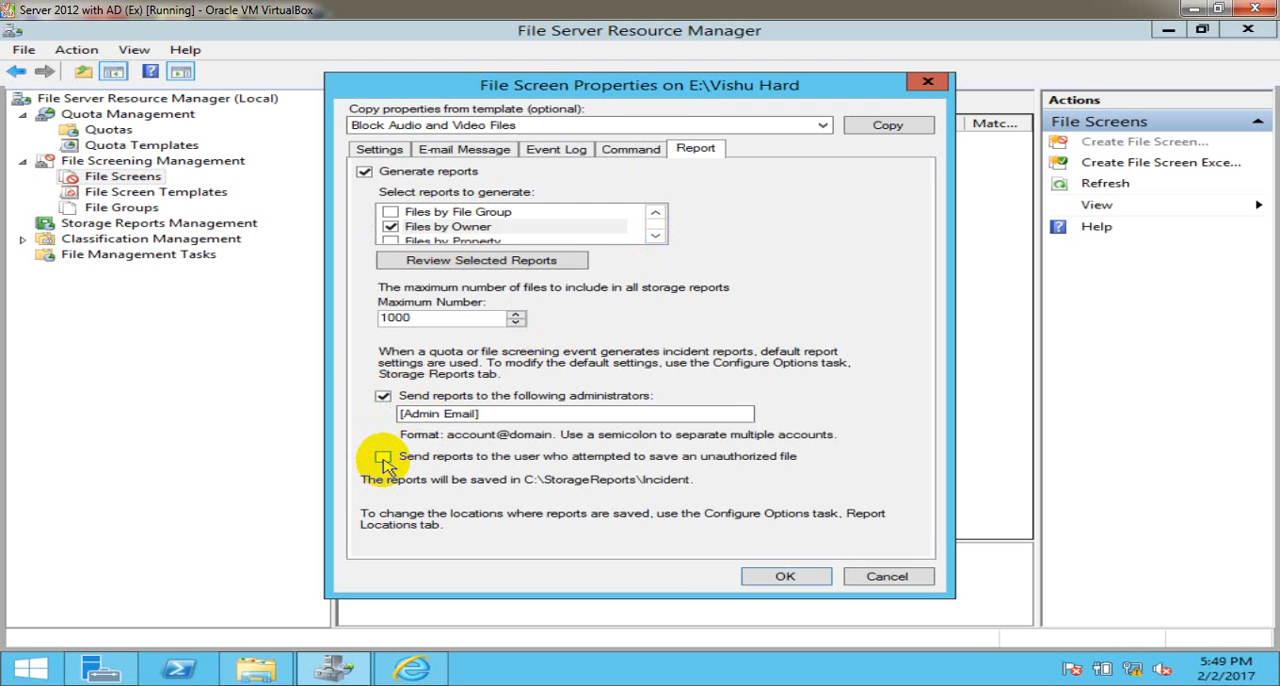 Server 2012 with AD (Ex) [Running] - Oracle VM VirtualBox
File Server Resource Manager
File Action View Help
File Server Resource Manager (Local)
Quota Management
Quotas
Quota Templates
File Screening Management
File Screens
File Screen Templates
File Groups
Storage Reports Management
Classification Management
File Management Tasks
File Screen Properties on E:\Vishu Hard
Copy properties from template (optional):
Block Audio and Video Files
Copy
Settings E-mail Message Event Log Command Report
Generate reports
Select reports to generate:
Files by File Group
Files by Owner
Files by Property
Review Selected Reports
The maximum number of files to include in all storage reports
Maximum Number:
1000
When a quota or file screening event generates incident reports, default report
settings are used. To modify the default settings, use the Configure Options task,
Storage Reports tab.
Send reports to the following administrators:
[Admin Email]
Format: account@domain. Use a semicolon to separate multiple accounts.
Send reports to the user who attempted to save an unauthorized file
The reports will be saved in C:\StorageReports\Incident.
To change the locations where reports are saved, use the Configure Options task, Report
Locations tab.
OK Cancel
Matc...
Actions
File Screens
Create File Screen...
Create File Screen Exce...
Refresh
View
Help
5:49 PM
2/2/2017